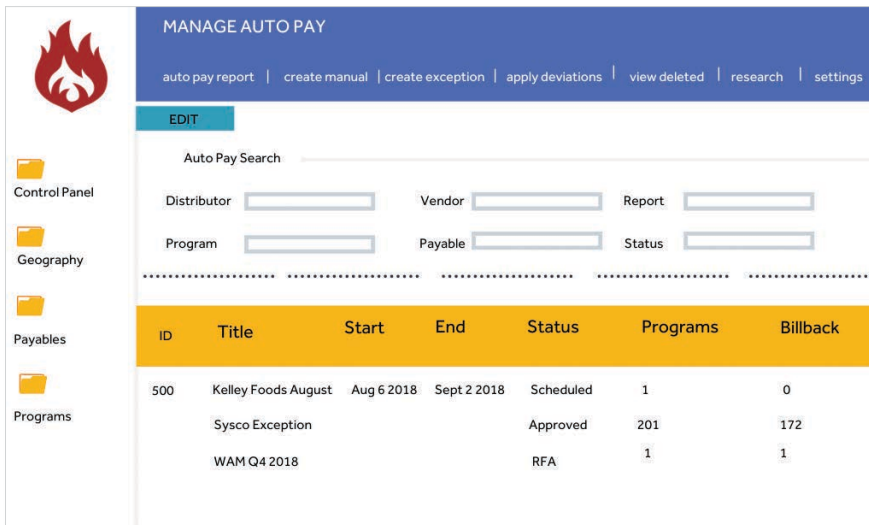 MANAGE AUTO PAY
auto pay report | create manual | create exception | apply deviations | view deleted | research | settings
EDIT
Auto Pay Search
Control Panel
Distributor Vendor Report
Program Payable Status
Geography
ID Title Start End Status Programs Billback
Payables
500 Kelley Foods August Aug 6 2018 Sept 2 2018 Scheduled 1 0
Programs
Sysco Exception Approved 201 172
WAM Q4 2018 RFA 1 1